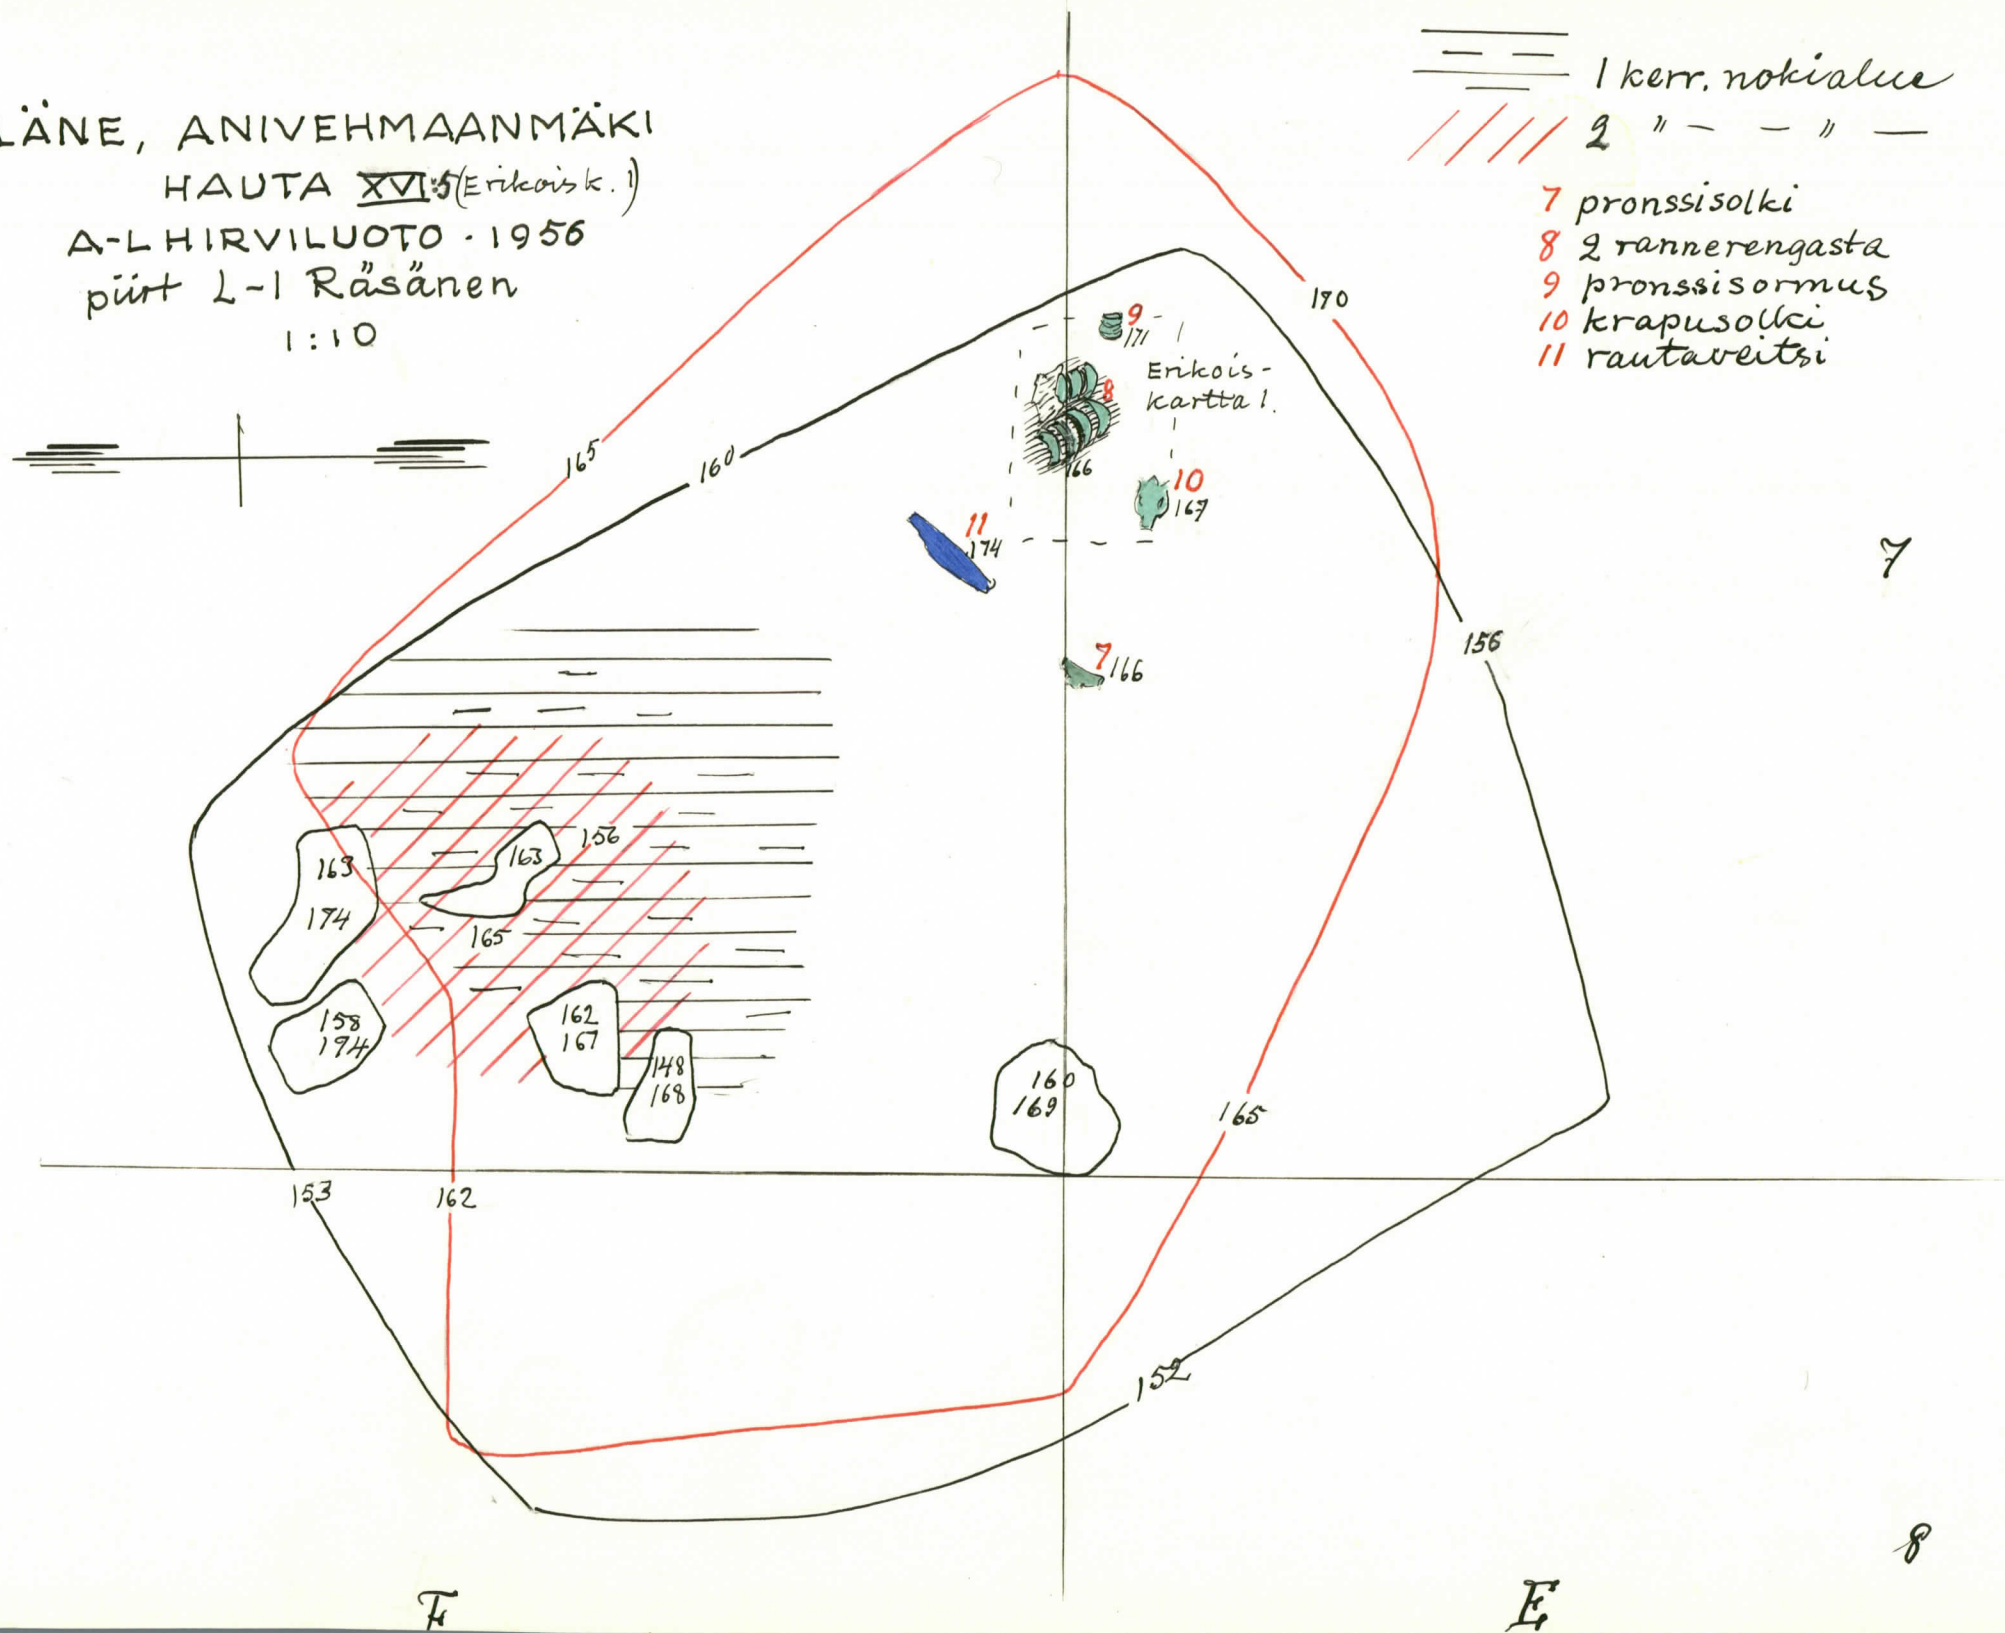 LÄNE, ANIVEHMAANMÄKI
HAUTA XVI:5 (Erikoisk. 1)
A-L HIRVILUOTO · 1956
piirt L-I Räsänen
1:10
1 kerr. nokialue
2 " — — " —
7 pronssisolki
8 2 rannerengasta
9 pronssisormus
10 krapusolki
11 rautaveitsi
170
9
171
Erikois-
kartta 1.
8
166
165
160
10
167
11
174
7
156
7 166
163
174
163
156
165
158
194
162
167
148
168
160
169
165
153
162
152
8
F
E